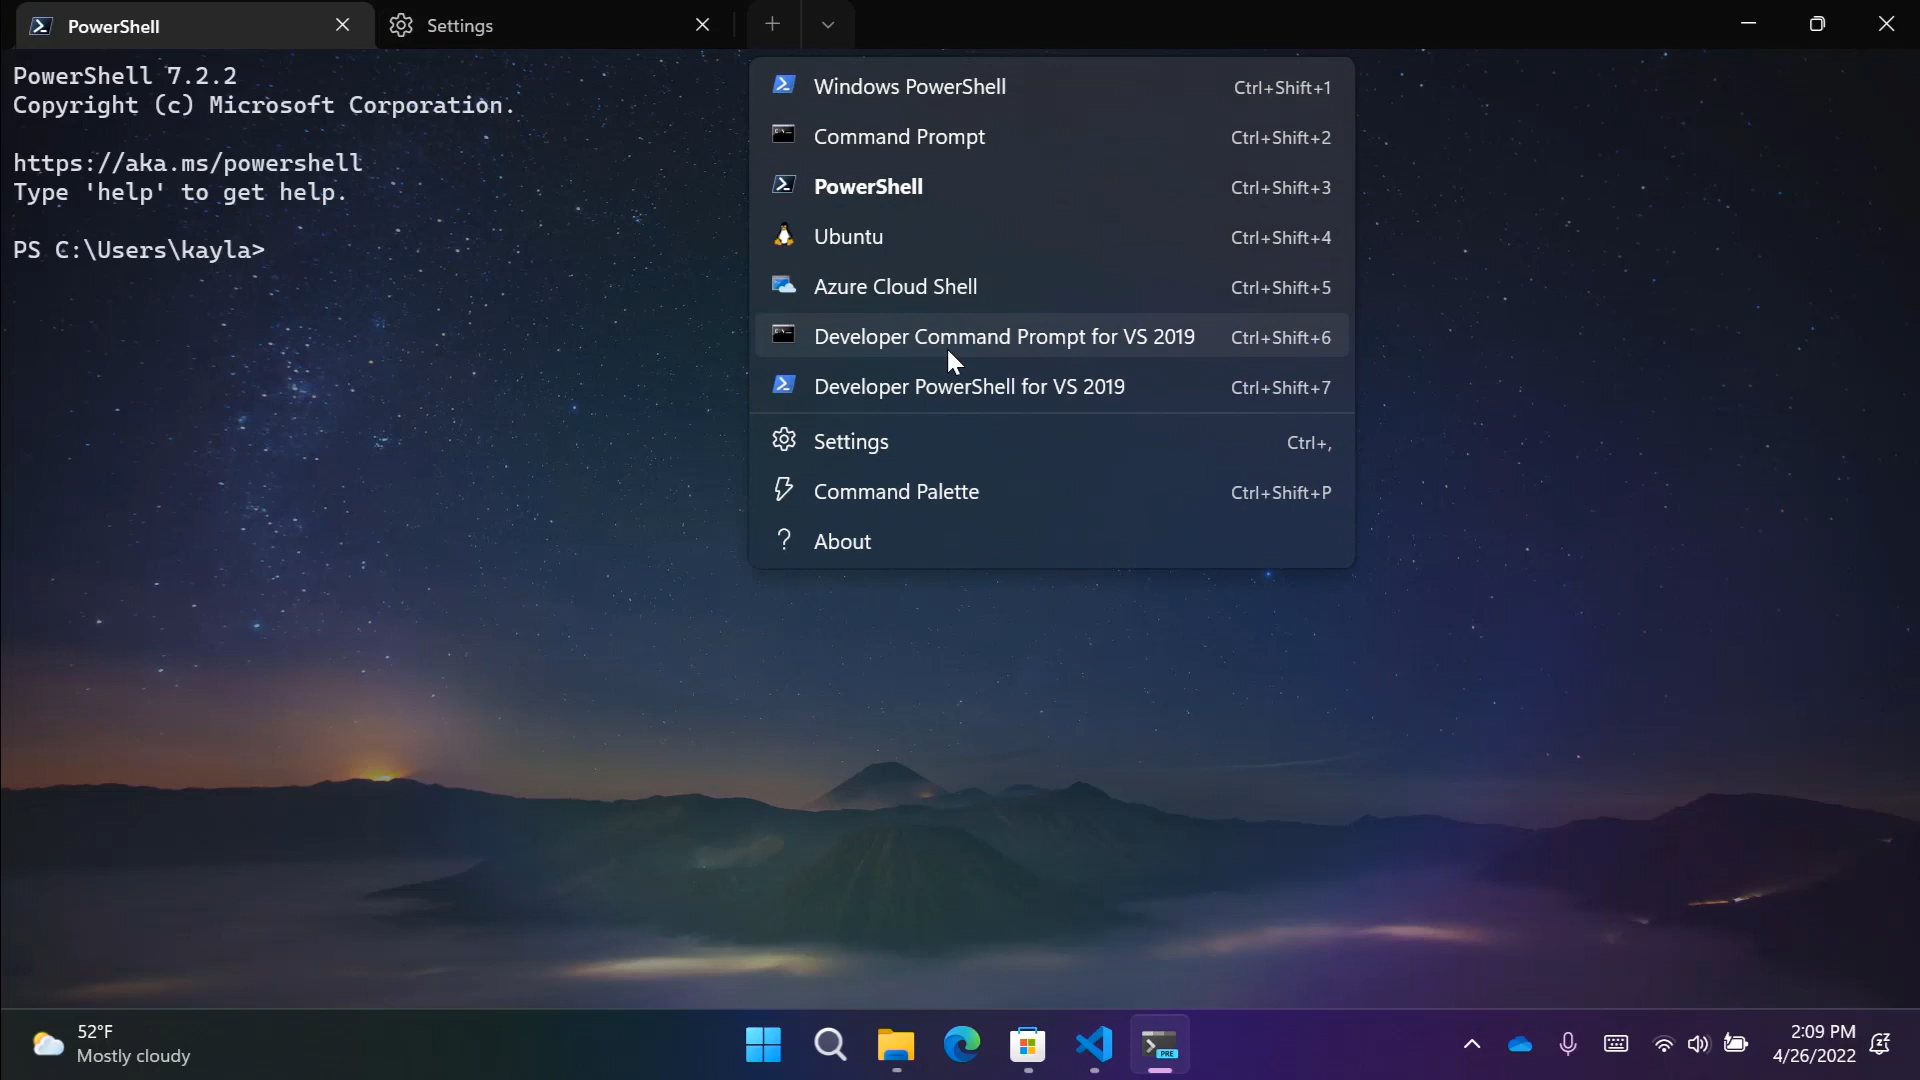 PowerShell
Settings
PowerShell 7.2.2
Copyright (c) Microsoft Corporation.
https://aka.ms/powershell
Type 'help' to get help.
PS C:\Users\kayla>
Windows PowerShell Ctrl+Shift+1
Command Prompt Ctrl+Shift+2
PowerShell Ctrl+Shift+3
Ubuntu Ctrl+Shift+4
Azure Cloud Shell Ctrl+Shift+5
Developer Command Prompt for VS 2019 Ctrl+Shift+6
Developer PowerShell for VS 2019 Ctrl+Shift+7
Settings Ctrl+,
Command Palette Ctrl+Shift+P
About
52°F
Mostly cloudy
PRE
2:09 PM
4/26/2022